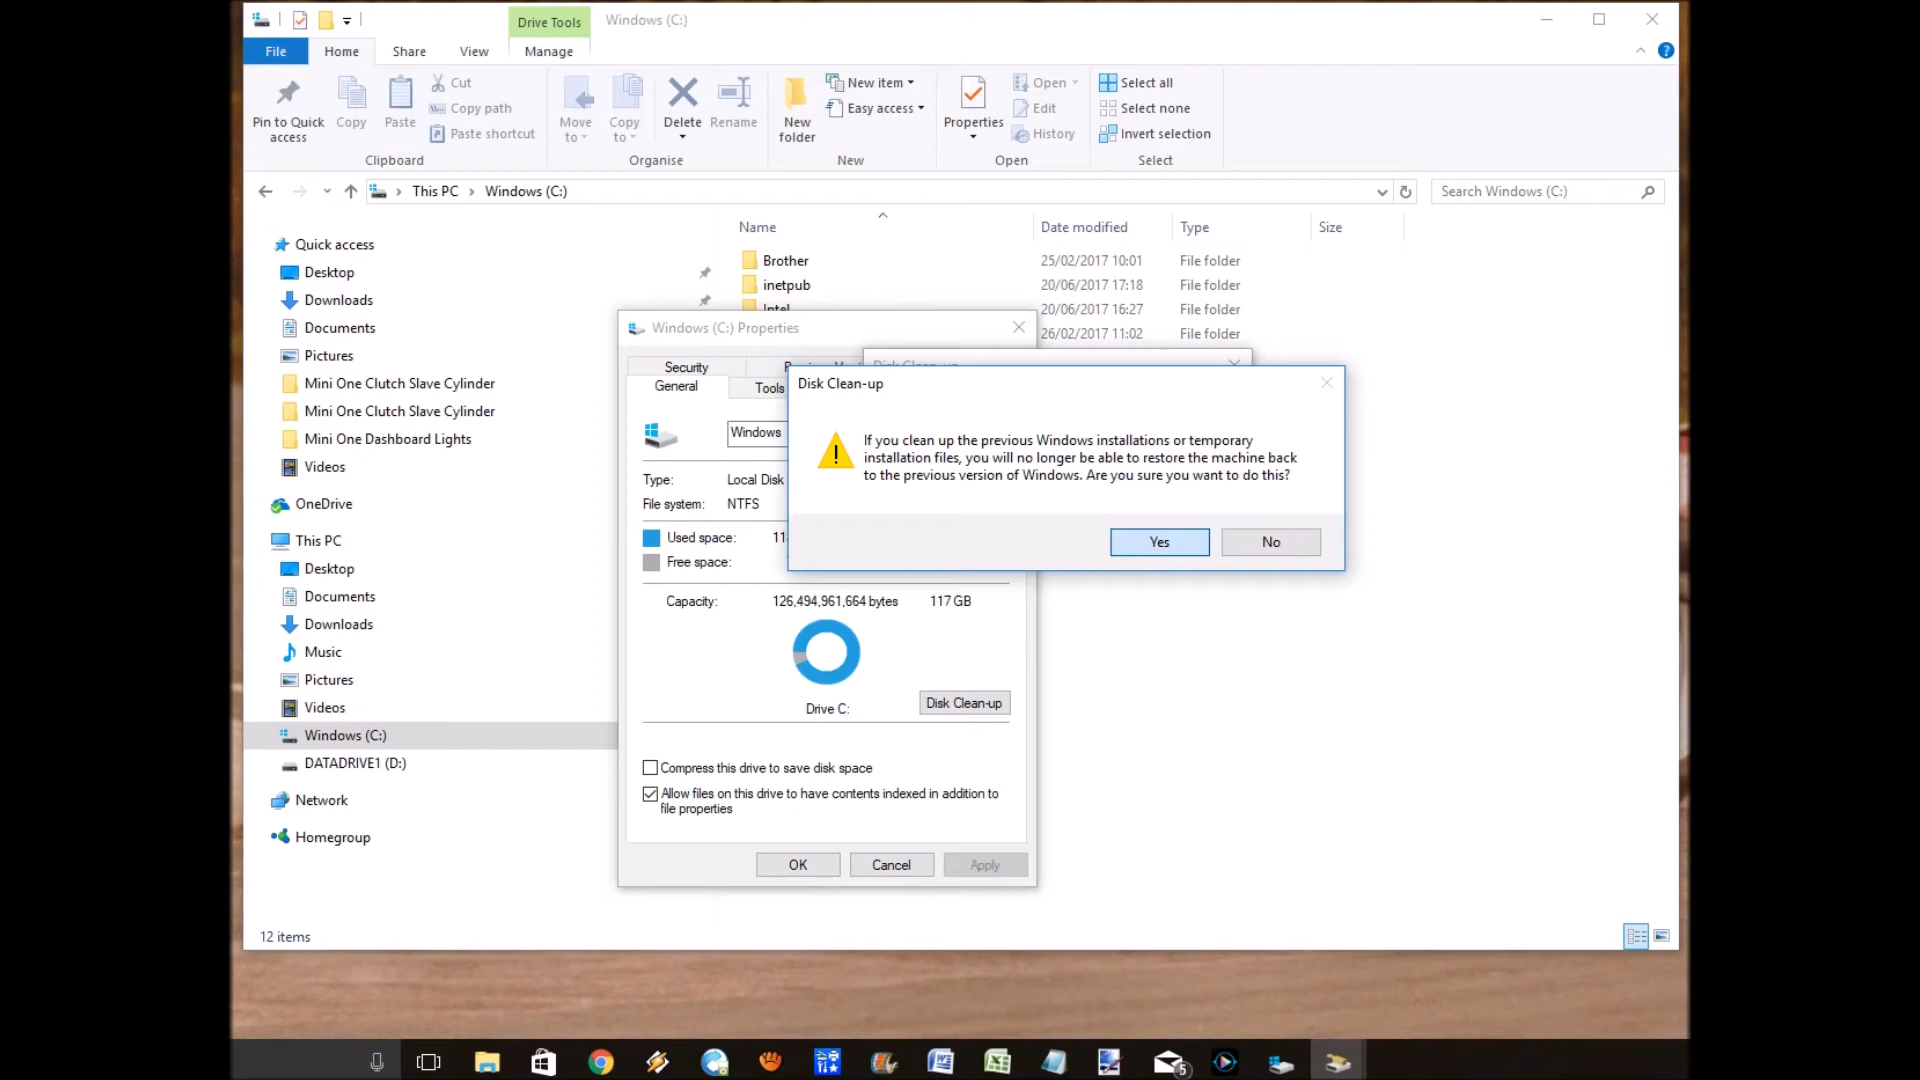 Drive Tools
Windows (C:)
File
Home
Share
View
Manage
Pin to Quick access
Copy
Paste
Cut
Copy path
Paste shortcut
Clipboard
Move to
Copy to
Delete
Rename
Organise
New folder
New item
Easy access
New
Properties
Open
Edit
History
Open
Select all
Select none
Invert selection
Select
This PC
Windows (C:)
Search Windows (C:)
Name
Date modified
Type
Size
Quick access
Desktop
Downloads
Documents
Pictures
Mini One Clutch Slave Cylinder
Mini One Clutch Slave Cylinder
Mini One Dashboard Lights
Videos
OneDrive
This PC
Desktop
Documents
Downloads
Music
Pictures
Videos
Windows (C:)
DATADRIVE1 (D:)
Network
Homegroup
12 items
Brother 25/02/2017 10:01 File folder
inetpub 20/06/2017 17:18 File folder
Intel 20/06/2017 16:27 File folder
26/02/2017 11:02 File folder
Windows (C:) Properties
Security
General
Tools
Windows
Type: Local Disk
File system: NTFS
Used space:
Free space:
Capacity: 126,494,961,664 bytes 117 GB
Drive C:
Disk Clean-up
Compress this drive to save disk space
Allow files on this drive to have contents indexed in addition to
file properties
OK
Cancel
Apply
Disk Clean-up
If you clean up the previous Windows installations or temporary
installation files, you will no longer be able to restore the machine back
to the previous version of Windows. Are you sure you want to do this?
Yes
No
5